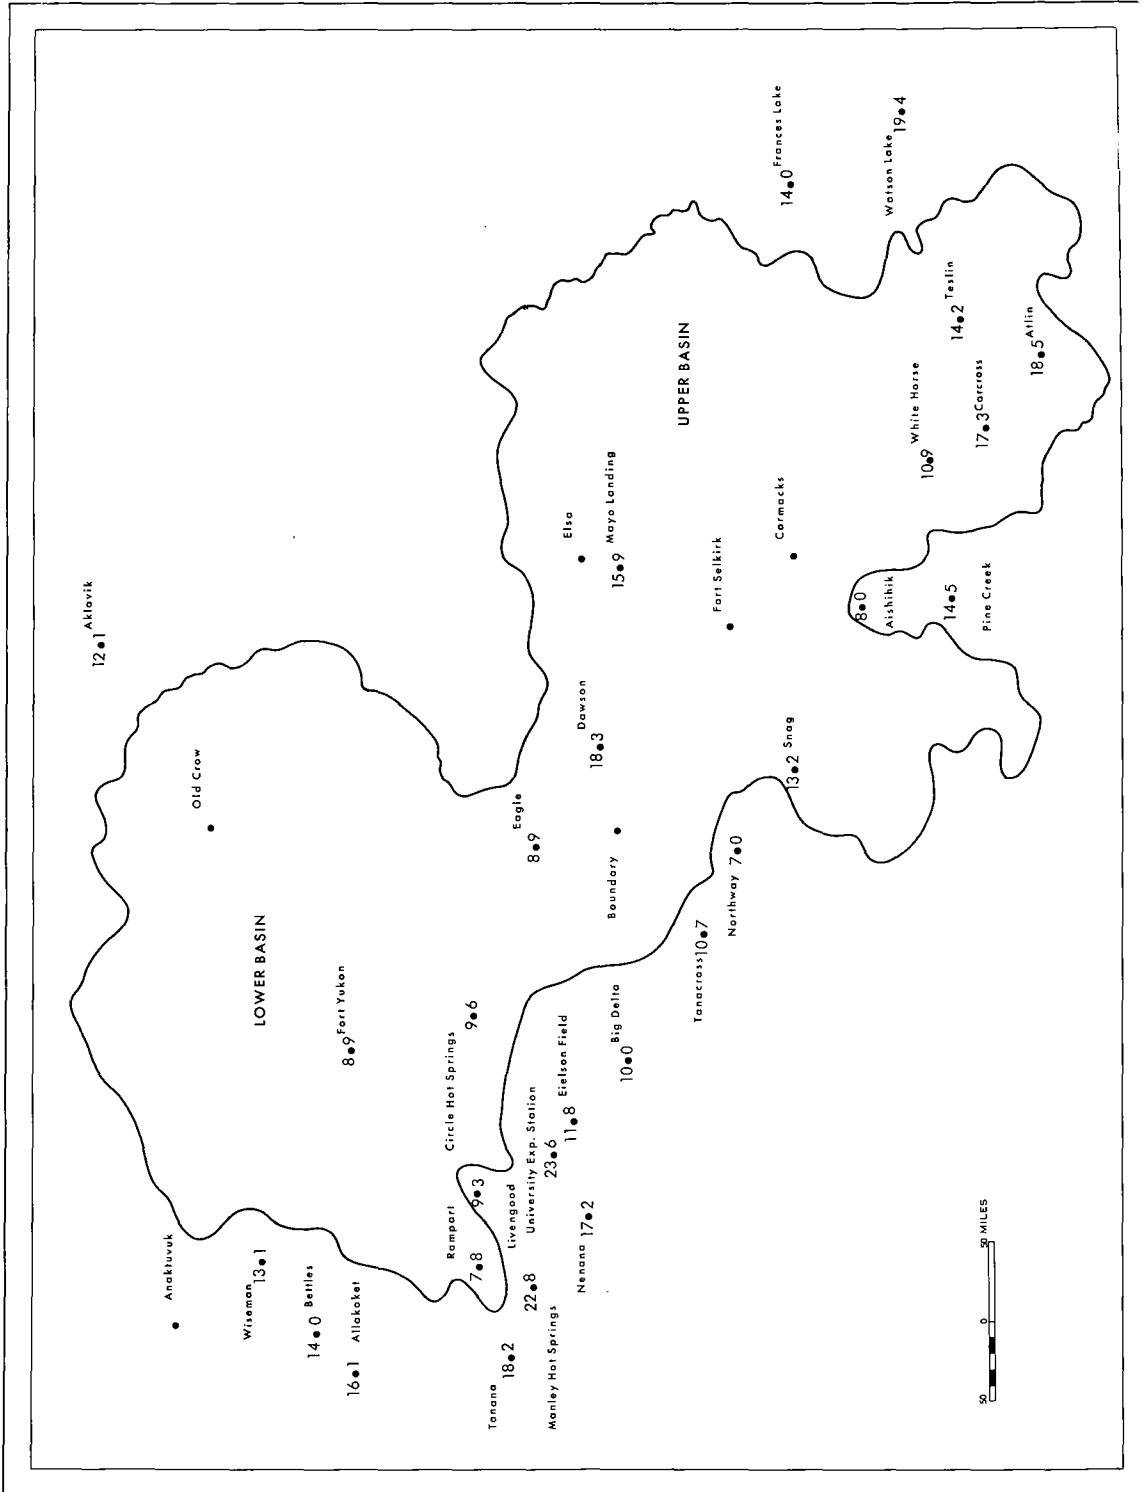 Anaktuvuk
Wiseman
13.1
14.0 Bettles
16.1 Allakaket
Old Crow
Aklavik
12.1
LOWER BASIN
Fort Yukon
8.9
Circle Hot Springs
9.6
Rampart
7.8
9.3
Livengood
Tanana
18.2
22.8
Manley Hot Springs
University Exp. Station
23.6
Eielson Field
11.8
Nenana 17.2
Big Delta
10.0
Eagle
8.9
Boundary
Dawson
18.3
Tanacross 10.7
Northway 7.0
13.2 Snag
Elsa
Mayo Landing
15.9
UPPER BASIN
Fort Selkirk
Carmacks
8.0
Aishihik
14.5
Pine Creek
White Horse
10.9
17.3 Carcross
14.2 Teslin
18.5 Atlin
Frances Lake
14.0
Watson Lake
19.4
50 0 50 MILES